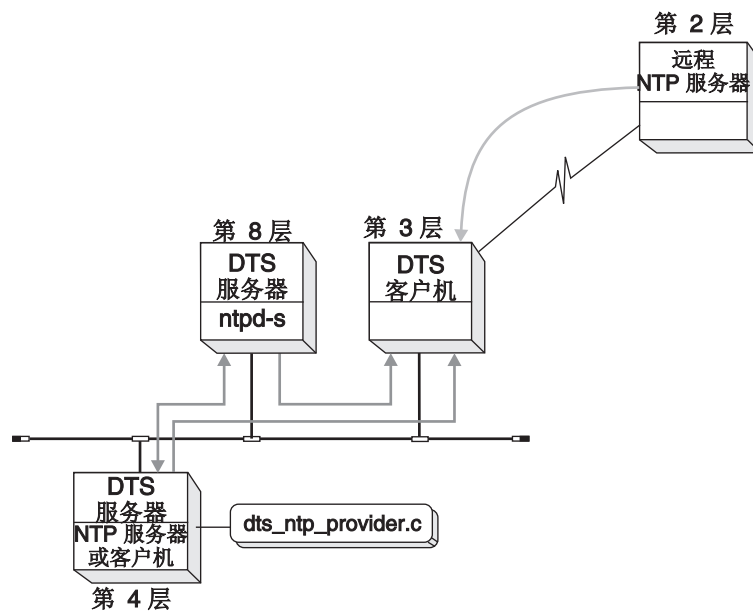 第 2 层
远程
NTP 服务器
第 8 层
DTS
服务器
ntpd-s
第 3 层
DTS
客户机
DTS
服务器
NTP 服务器
或客户机
dts_ntp_provider.c
第 4 层